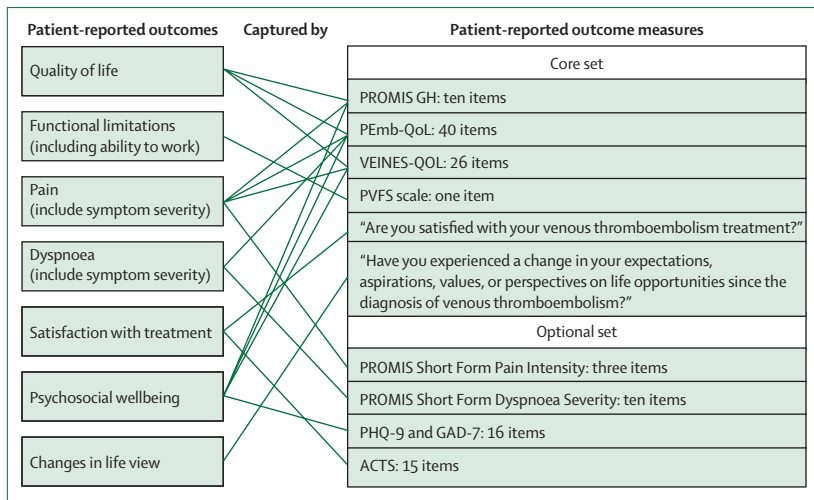 Patient-reported outcomes
Captured by
Patient-reported outcome measures
Quality of life
Functional limitations
(including ability to work)
Pain
(include symptom severity)
Dyspnoea
(include symptom severity)
Satisfaction with treatment
Psychosocial wellbeing
Changes in life view
Core set
PROMIS GH: ten items
PEmb-QoL: 40 items
VEINES-QOL: 26 items
PVFS scale: one item
“Are you satisfied with your venous thromboembolism treatment?”
“Have you experienced a change in your expectations,
aspirations, values, or perspectives on life opportunities since the
diagnosis of venous thromboembolism?”
Optional set
PROMIS Short Form Pain Intensity: three items
PROMIS Short Form Dyspnoea Severity: ten items
PHQ-9 and GAD-7: 16 items
ACTS: 15 items